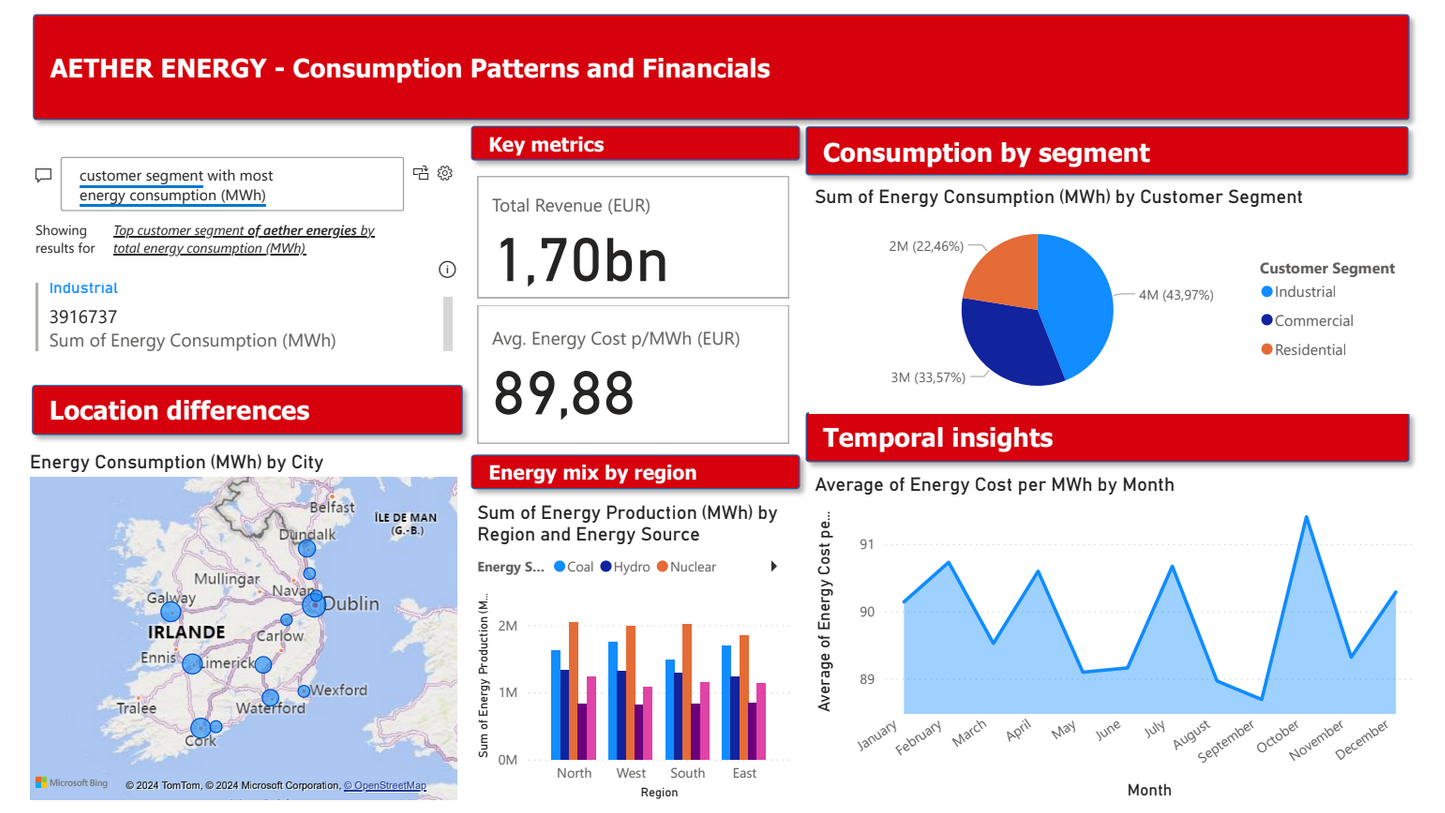 AETHER ENERGY - Consumption Patterns and Financials
customer segment with most
energy consumption (MWh)
Showing
results for
Top customer segment of aether energies by
total energy consumption (MWh)
Industrial
3916737
Sum of Energy Consumption (MWh)
Location differences
Energy Consumption (MWh) by City
Belfast
ÎLE DE MAN
(G.-B.)
Dundalk
Mullingar
Navan
Galway
Dublin
IRLANDE
Carlow
Ennis
Limerick
Wexford
Tralee
Waterford
Cork
Microsoft Bing
© 2024 TomTom, © 2024 Microsoft Corporation, © OpenStreetMap
Key metrics
Total Revenue (EUR)
1,70bn
Avg. Energy Cost p/MWh (EUR)
89,88
Energy mix by region
Sum of Energy Production (MWh) by
Region and Energy Source
Energy S...
Coal
Hydro
Nuclear
Sum of Energy Production (M...
2M
1M
0M
North
West
South
East
Region
Consumption by segment
Sum of Energy Consumption (MWh) by Customer Segment
2M (22,46%)
4M (43,97%)
3M (33,57%)
Customer Segment
Industrial
Commercial
Residential
Temporal insights
Average of Energy Cost per MWh by Month
Average of Energy Cost pe...
91
90
89
January
February
March
April
May
June
July
August
September
October
November
December
Month